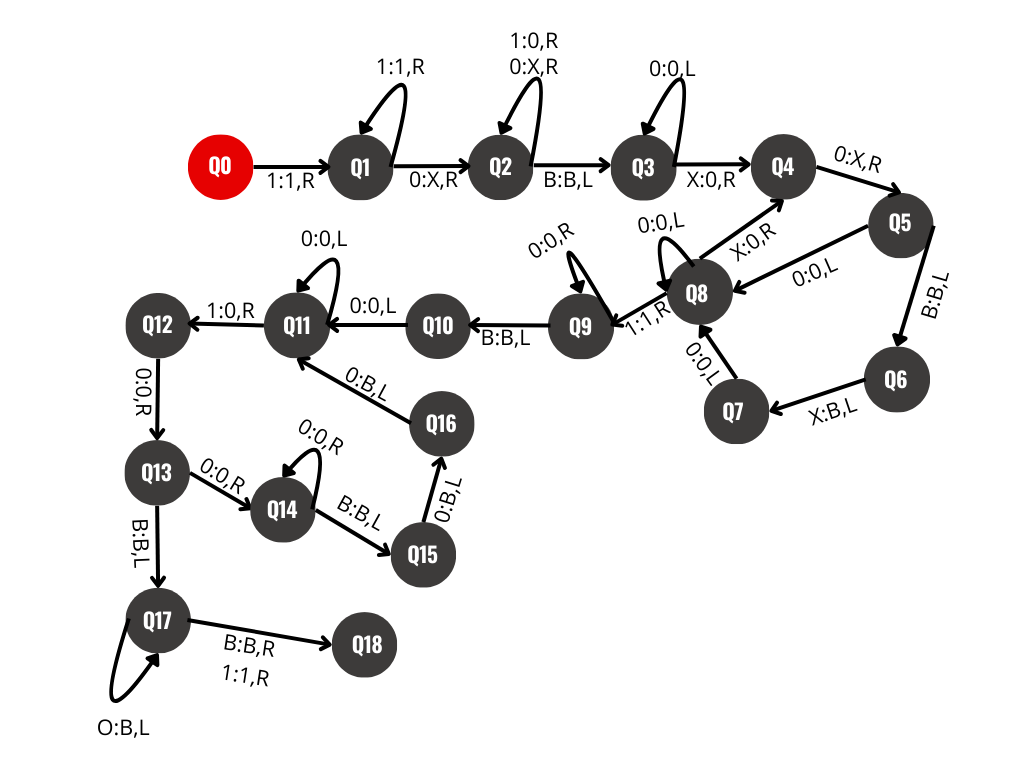 1:0,R
0:X,R
1:1,R
0:0,L
Q0
1:1,R
Q1
0:X,R
Q2
B:B,L
Q3
X:0,R
Q4
0:X,R
Q5
0:0,L
B:B,L
0:0,L
X:0,R
Q8
0:0,R
1:1,R
Q9
B:B,L
Q10
0:0,L
0:0,L
Q11
1:0,R
Q12
Q6
X:B,L
Q7
0:0,L
0:B,L
Q16
0:0,R
Q13
0:0,R
0:0,R
Q14
B:B,L
0:B,L
Q15
B:B,L
Q17
B:B,R
1:1,R
Q18
O:B,L